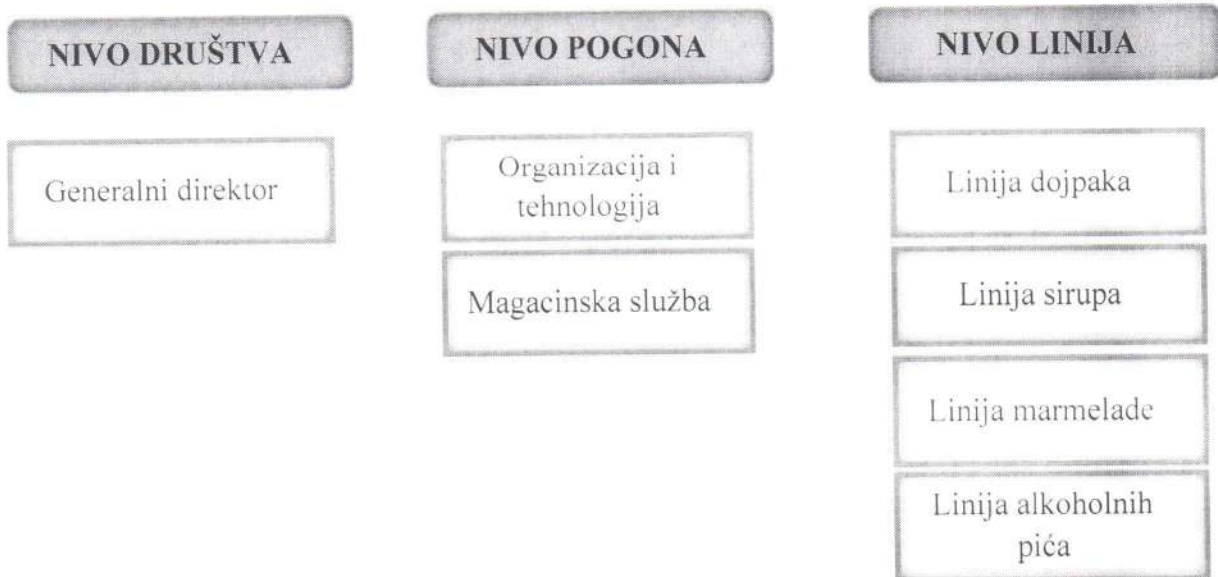 NIVO DRUŠTVA
NIVO POGONA
NIVO LINIJA
Generalni direktor
Organizacija i
tehnologija
Magacinska služba
Linija dojpaka
Linija sirupa
Linija marmelade
Linija alkoholnih
pića